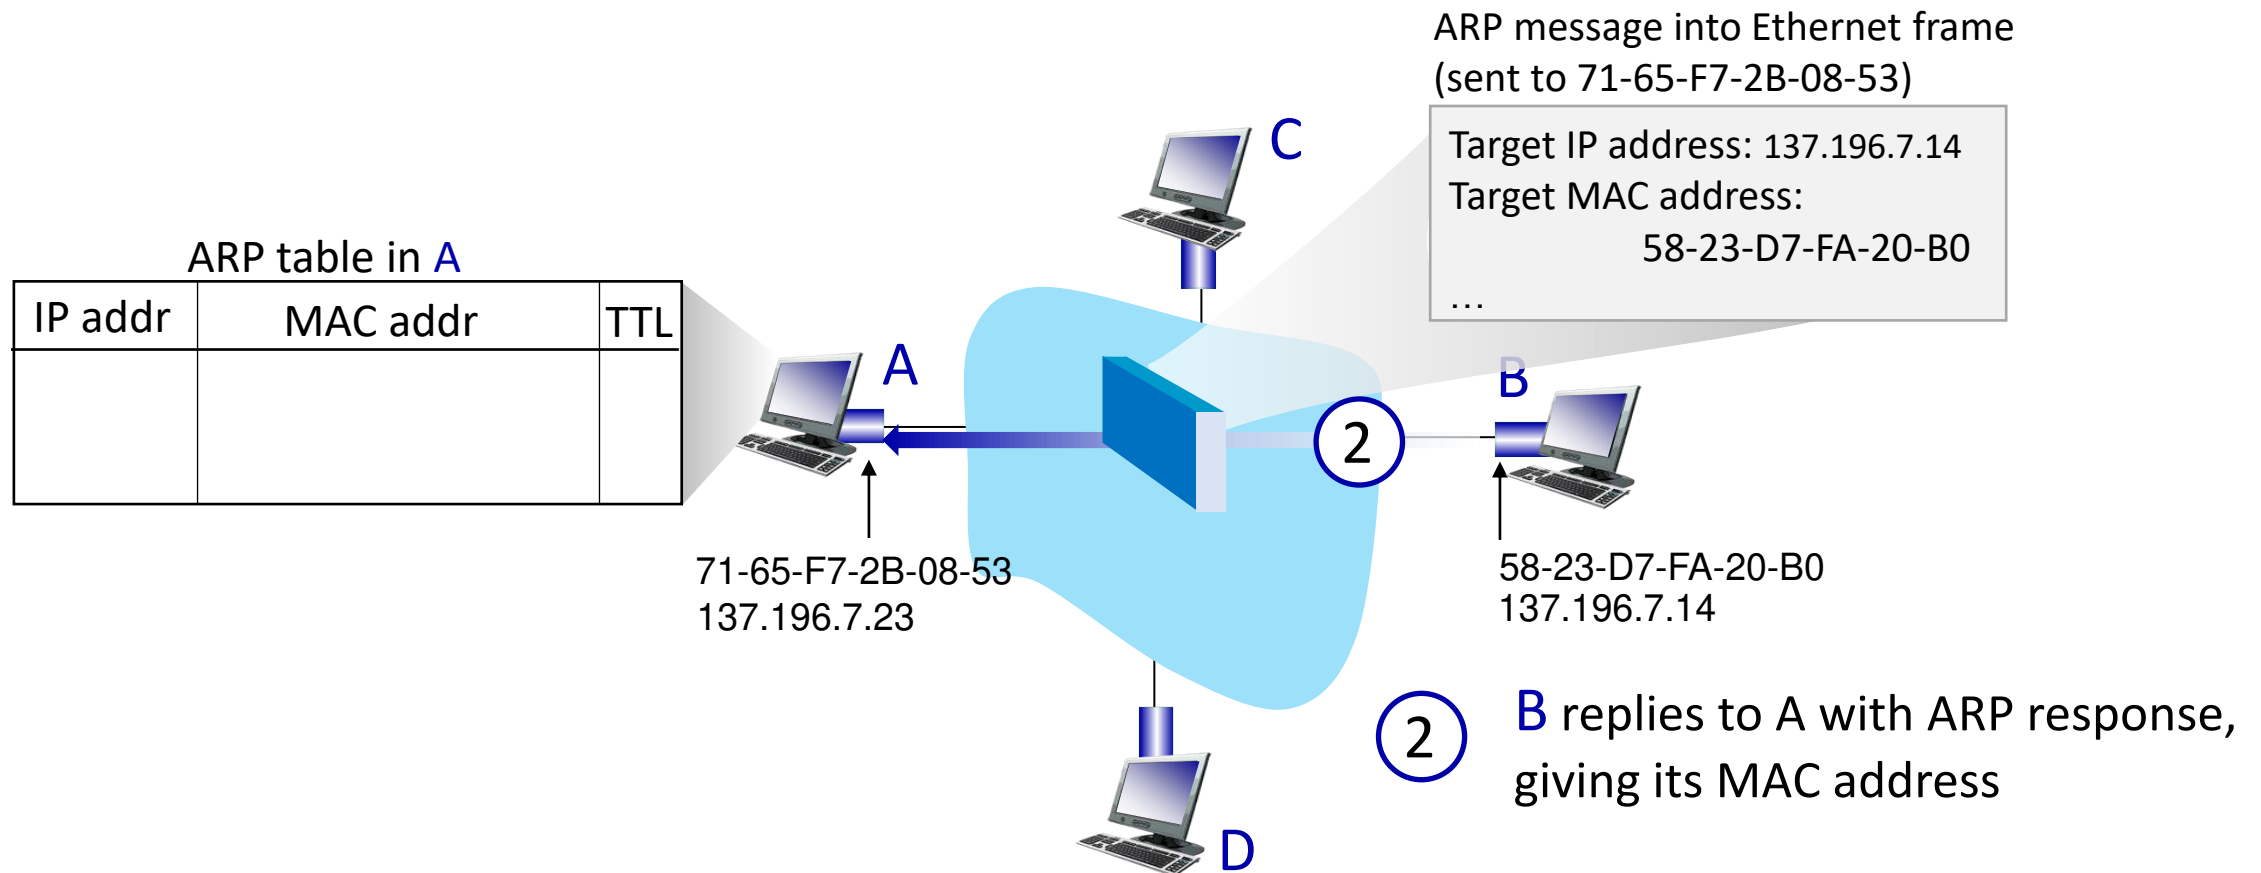 ARP message into Ethernet frame
(sent to 71-65-F7-2B-08-53)
Target IP address: 137.196.7.14
Target MAC address:
58-23-D7-FA-20-B0
...
C
ARP table in A
IP addr MAC addr TTL
A
B
2
71-65-F7-2B-08-53
137.196.7.23
58-23-D7-FA-20-B0
137.196.7.14
2
B replies to A with ARP response,
giving its MAC address
D